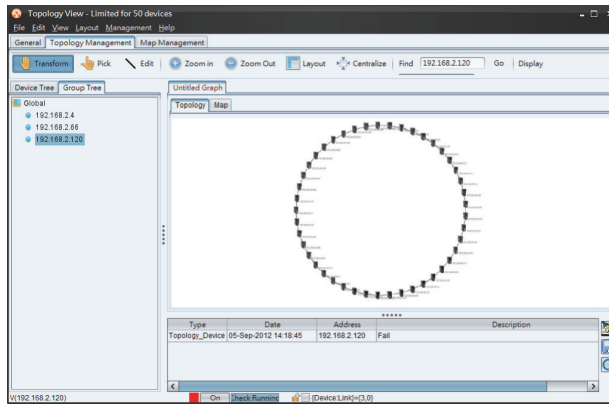 Topology View - Limited for 50 devices
File Edit View Layout Management Help
General Topology Management Map Management
Transform Pick Edit Zoom in Zoom Out Layout Centralize Find 192.168.2.120 Go Display
Device Tree Group Tree
Untitled Graph
Global
Topology Map
192.168.2.4
192.168.2.66
192.168.2.120
Type Date Address Description
Topology_Device 05-Sep-2012 14:18:45 192.168.2.120 Fail
V(192.168.2.120) On Check Running {Device:Link}={3,0}